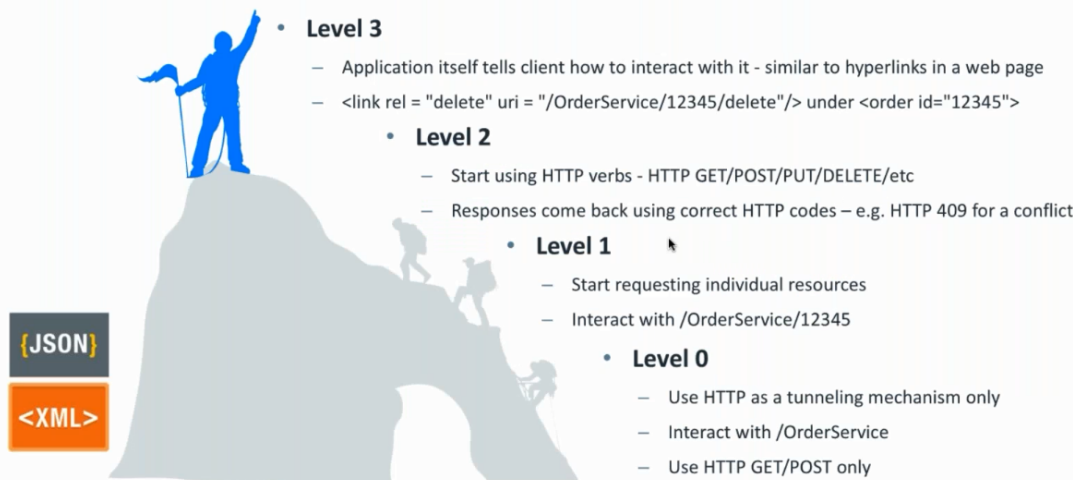 Level 3
Application itself tells client how to interact with it - similar to hyperlinks in a web page
<link rel = "delete" uri = "/OrderService/12345/delete"/> under <order id="12345">
Level 2
Start using HTTP verbs - HTTP GET/POST/PUT/DELETE/etc
Responses come back using correct HTTP codes – e.g. HTTP 409 for a conflict
Level 1
Start requesting individual resources
Interact with /OrderService/12345
Level 0
Use HTTP as a tunneling mechanism only
Interact with /OrderService
Use HTTP GET/POST only
{JSON}
<XML>